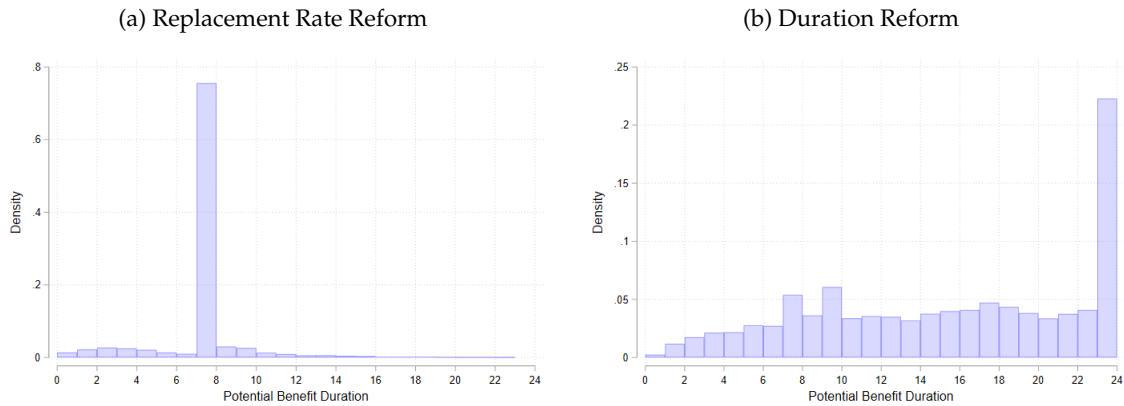 (a) Replacement Rate Reform
.8
.6
.4
.2
0
Density
0 2 4 6 8 10 12 14 16 18 20 22 24
Potential Benefit Duration
(b) Duration Reform
.25
.2
.15
.1
.05
0
Density
0 2 4 6 8 10 12 14 16 18 20 22 24
Potential Benefit Duration